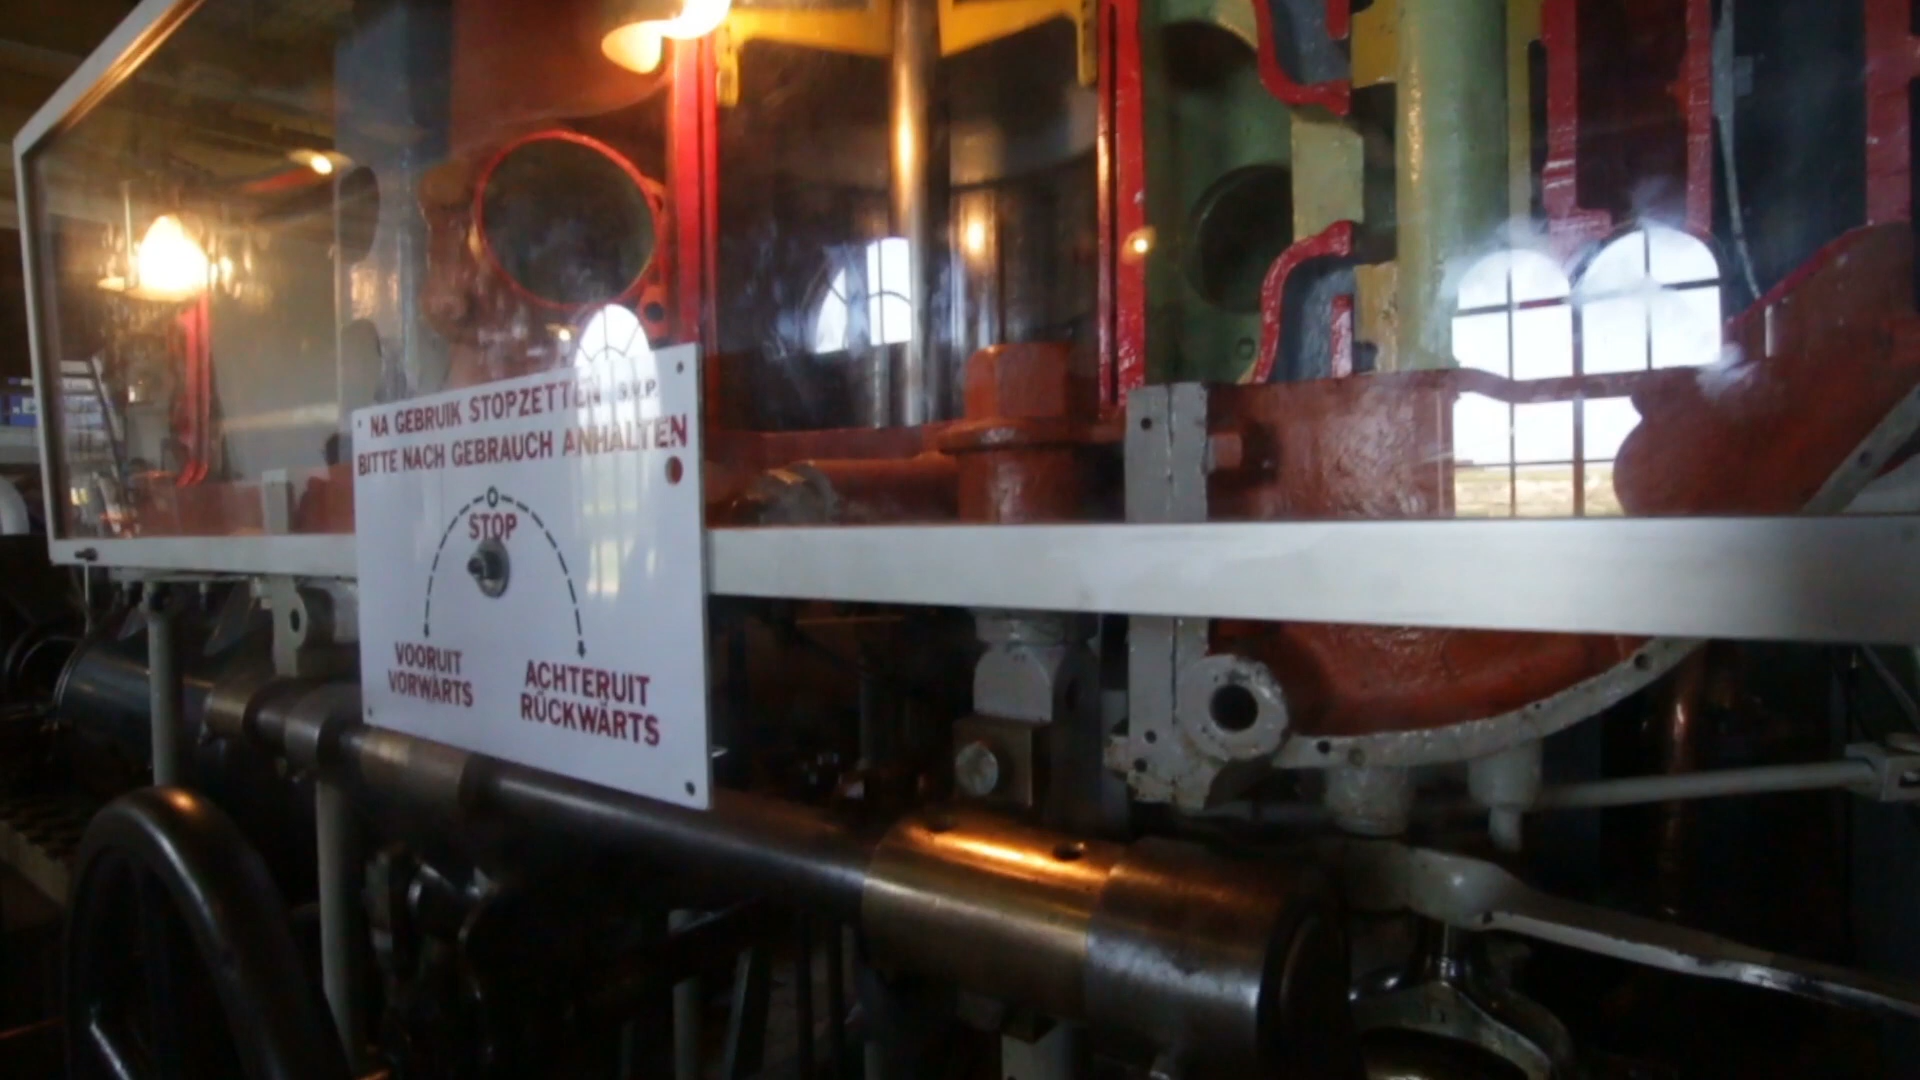 NA GEBRUIK STOPZETTEN S.V.P.
BITTE NACH GEBRAUCH ANHALTEN
STOP
VOORUIT
VORWÄRTS
ACHTERUIT
RÜCKWÄRTS